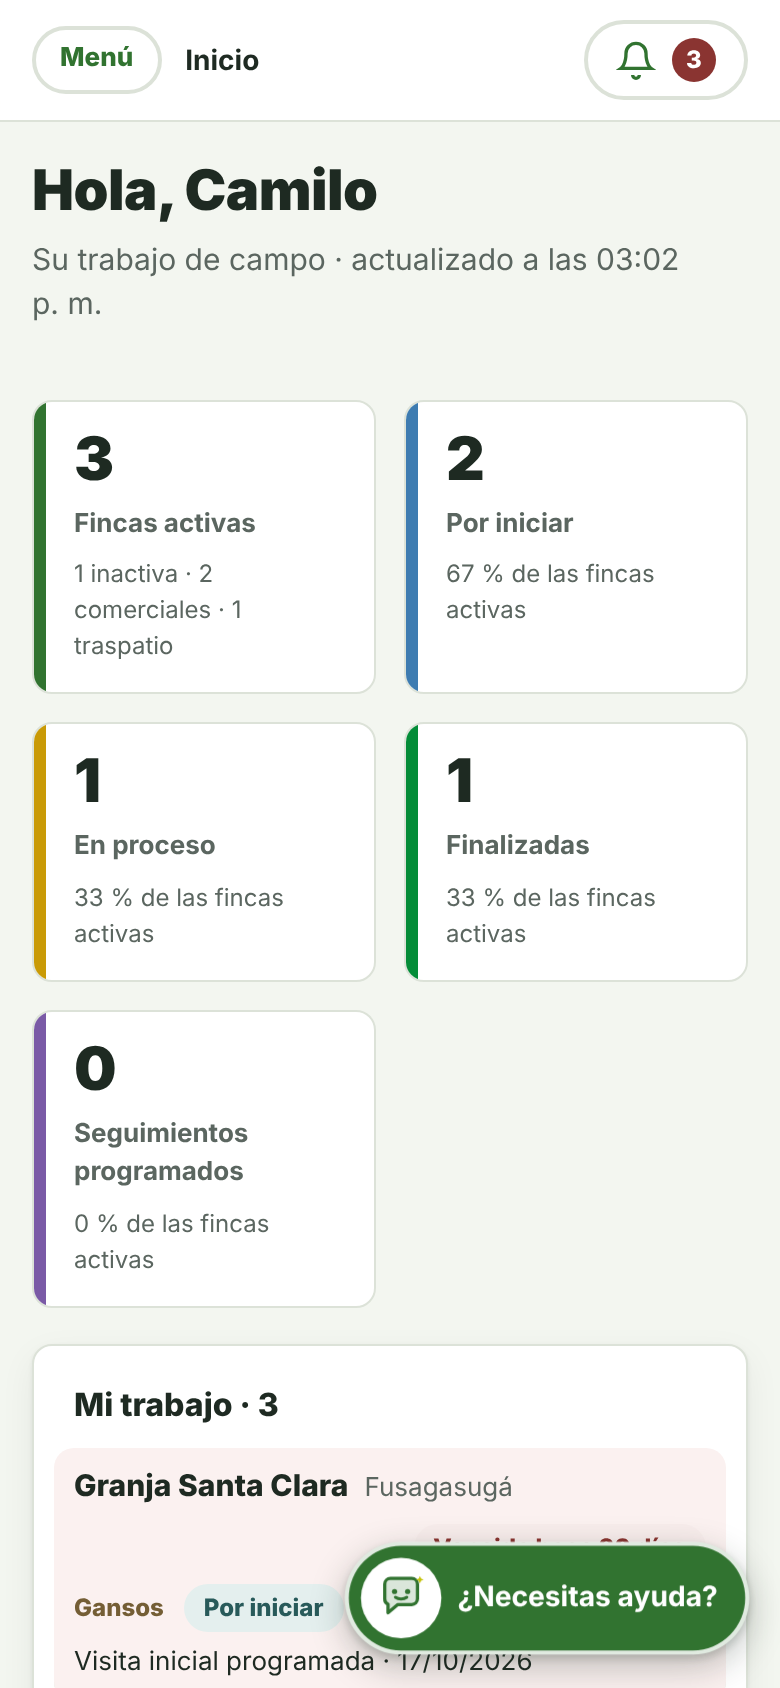 Menú
Inicio
3
Hola, Camilo
Su trabajo de campo · actualizado a las 03:02
p. m.
3
Fincas activas
1 inactiva · 2
comerciales · 1
traspatio
2
Por iniciar
67 % de las fincas
activas
1
En proceso
33 % de las fincas
activas
1
Finalizadas
33 % de las fincas
activas
0
Seguimientos
programados
0 % de las fincas
activas
Mi trabajo · 3
Granja Santa Clara Fusagasugá
Gansos
Por iniciar
¿Necesitas ayuda?
Visita inicial programada · 17/10/2026